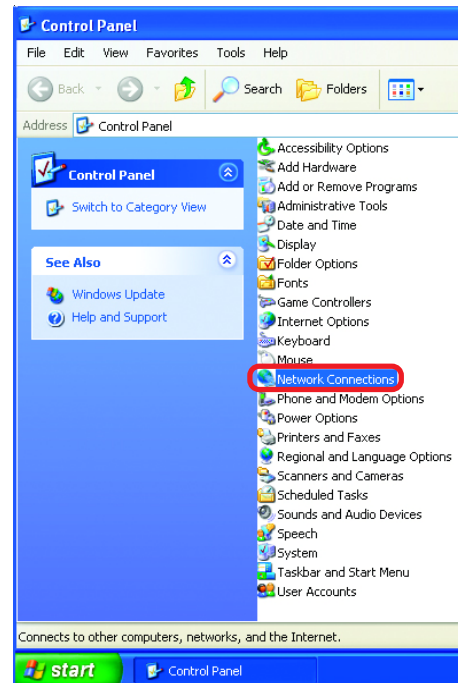 Control Panel
File Edit View Favorites Tools Help
Back Search Folders
Address Control Panel
Control Panel
Switch to Category View
See Also
Windows Update
Help and Support
Accessibility Options
Add Hardware
Add or Remove Programs
Administrative Tools
Date and Time
Display
Folder Options
Fonts
Game Controllers
Internet Options
Keyboard
Mouse
Network Connections
Phone and Modem Options
Power Options
Printers and Faxes
Regional and Language Options
Scanners and Cameras
Scheduled Tasks
Sounds and Audio Devices
Speech
System
Taskbar and Start Menu
User Accounts
Connects to other computers, networks, and the Internet.
start Control Panel